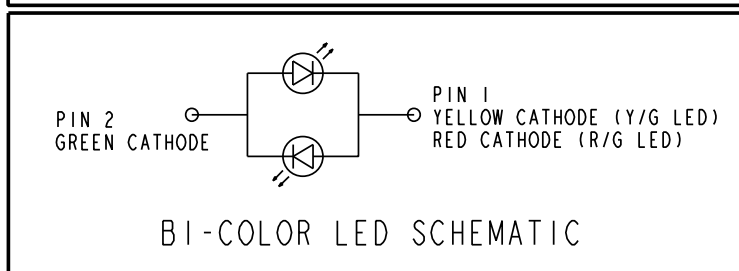 PIN 2
GREEN CATHODE
PIN 1
YELLOW CATHODE (Y/G LED)
RED CATHODE (R/G LED)
BI-COLOR LED SCHEMATIC